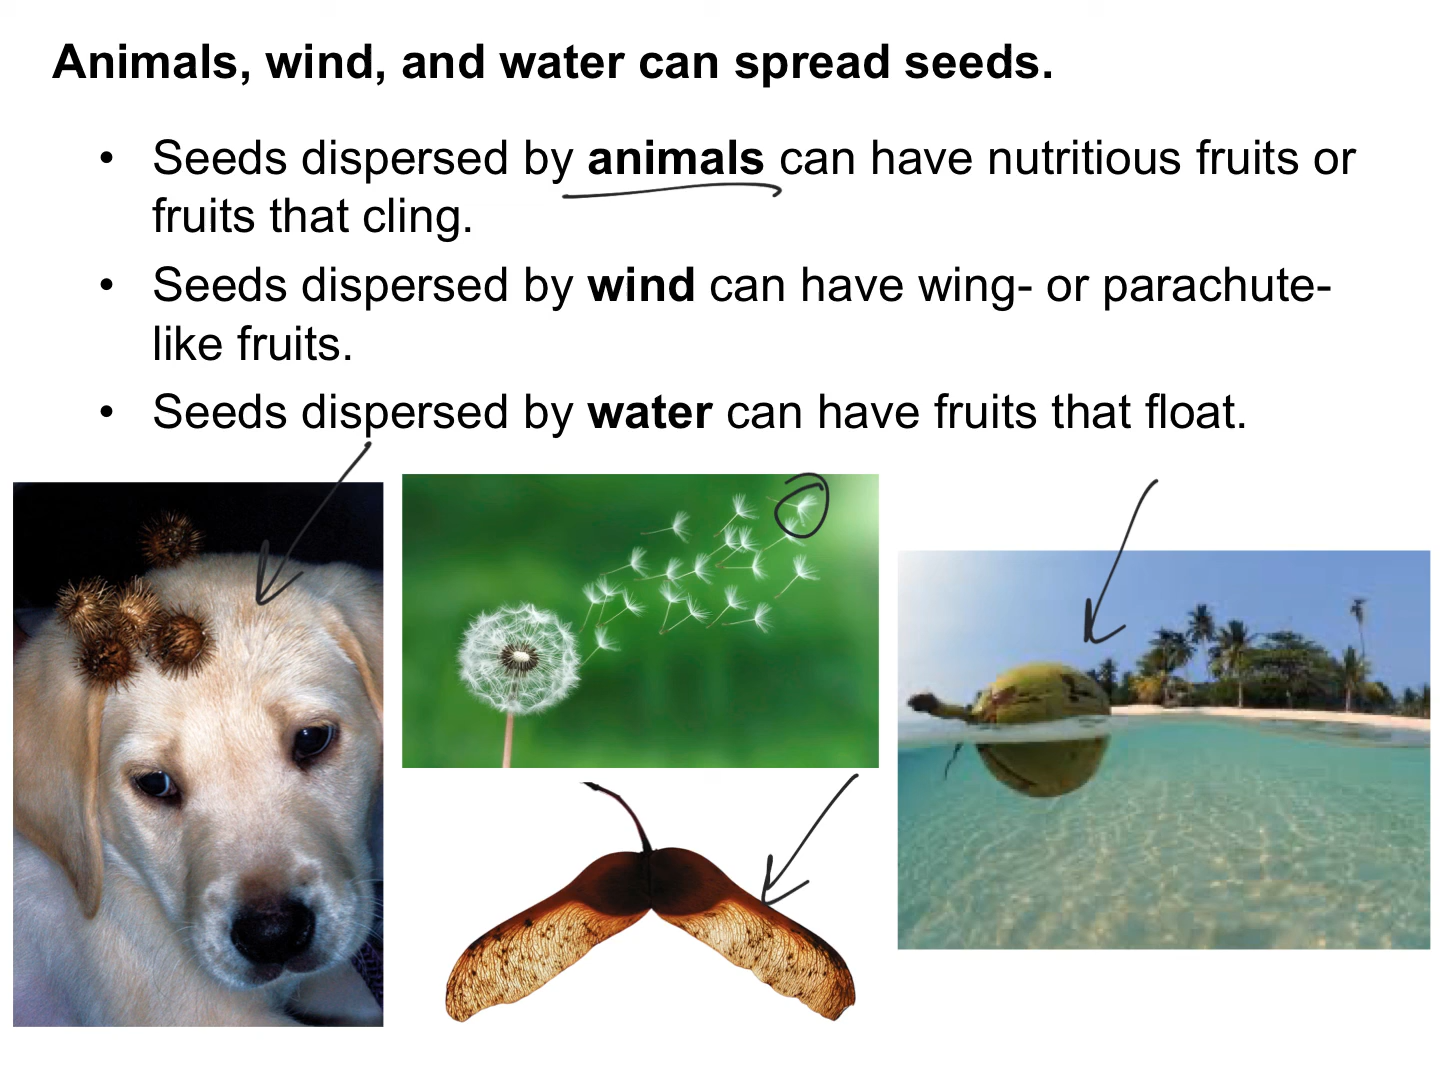 Animals, wind, and water can spread seeds.
• Seeds dispersed by animals can have nutritious fruits or
fruits that cling.
• Seeds dispersed by wind can have wing- or parachute-
like fruits.
• Seeds dispersed by water can have fruits that float.